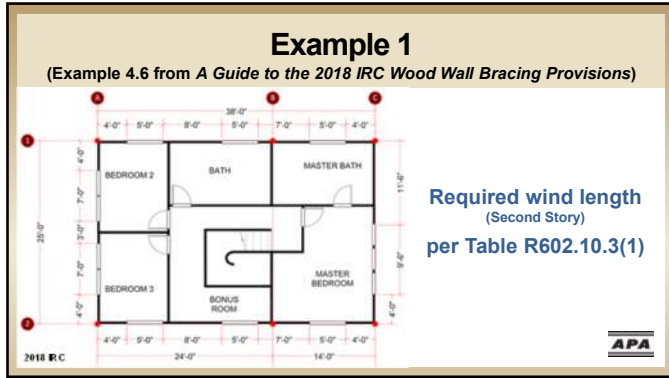 Example 1
(Example 4.6 from A Guide to the 2018 IRC Wood Wall Bracing Provisions)
A B C
38'-0"
4'-0" 5'-0" 8'-0" 5'-0" 7'-0" 5'-0" 4'-0"
1
4'-0"
7'-0"
3'-0"
7'-0"
4'-0"
25'-0"
BEDROOM 2
BATH
MASTER BATH
11'-6"
9'-6"
4'-0"
BEDROOM 3
BONUS
ROOM
MASTER
BEDROOM
2
4'-0" 5'-0" 8'-0" 5'-0" 7'-0" 5'-0" 4'-0"
24'-0" 14'-0"
Required wind length
(Second Story)
per Table R602.10.3(1)
2018 IRC
APA